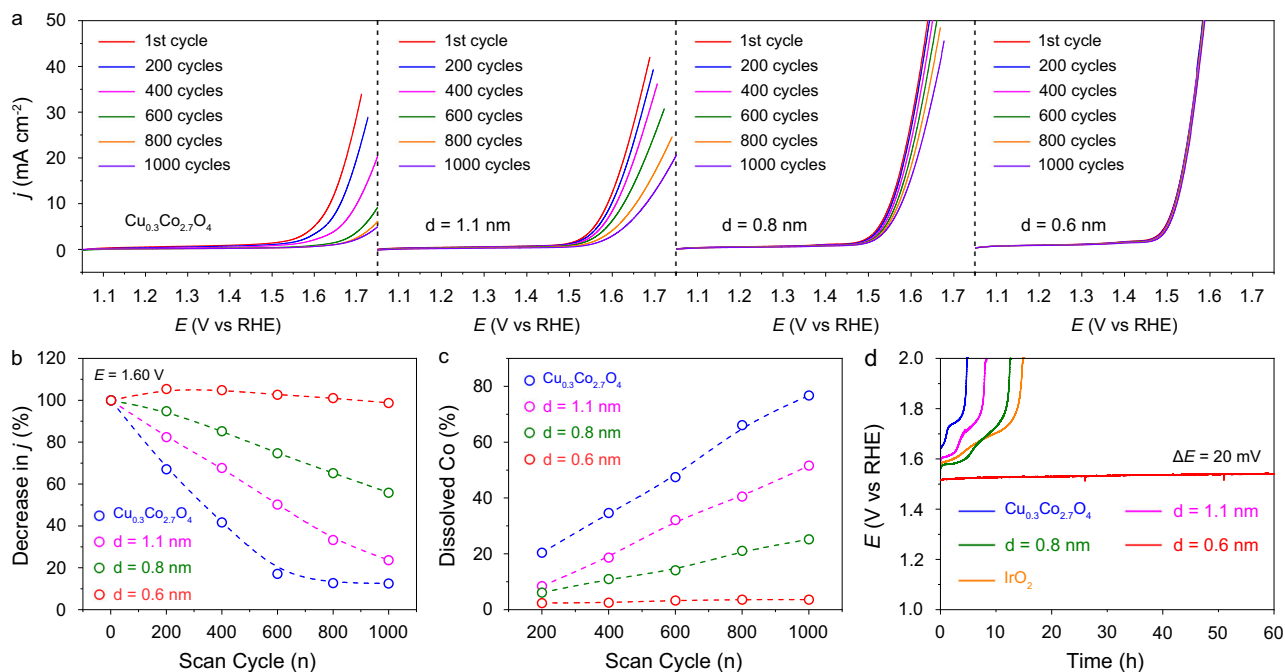 a
50
40
30
20
10
0
j (mA cm⁻²)
1st cycle
200 cycles
400 cycles
600 cycles
800 cycles
1000 cycles
Cu₀.₃Co₂.₇O₄
1st cycle
200 cycles
400 cycles
600 cycles
800 cycles
1000 cycles
d = 1.1 nm
1st cycle
200 cycles
400 cycles
600 cycles
800 cycles
1000 cycles
d = 0.8 nm
1st cycle
200 cycles
400 cycles
600 cycles
800 cycles
1000 cycles
d = 0.6 nm
1.1 1.2 1.3 1.4 1.5 1.6 1.7
1.1 1.2 1.3 1.4 1.5 1.6 1.7
1.1 1.2 1.3 1.4 1.5 1.6 1.7
1.1 1.2 1.3 1.4 1.5 1.6 1.7
E (V vs RHE)
E (V vs RHE)
E (V vs RHE)
E (V vs RHE)
b
120
100
80
60
40
20
0
Decrease in j (%)
E = 1.60 V
Cu₀.₃Co₂.₇O₄
d = 1.1 nm
d = 0.8 nm
d = 0.6 nm
0 200 400 600 800 1000
Scan Cycle (n)
c
80
60
40
20
0
Dissolved Co (%)
Cu₀.₃Co₂.₇O₄
d = 1.1 nm
d = 0.8 nm
d = 0.6 nm
200 400 600 800 1000
Scan Cycle (n)
d
2.0
1.8
1.6
1.4
1.2
1.0
E (V vs RHE)
ΔE = 20 mV
Cu₀.₃Co₂.₇O₄
d = 1.1 nm
d = 0.8 nm
d = 0.6 nm
IrO₂
0 10 20 30 40 50 60
Time (h)